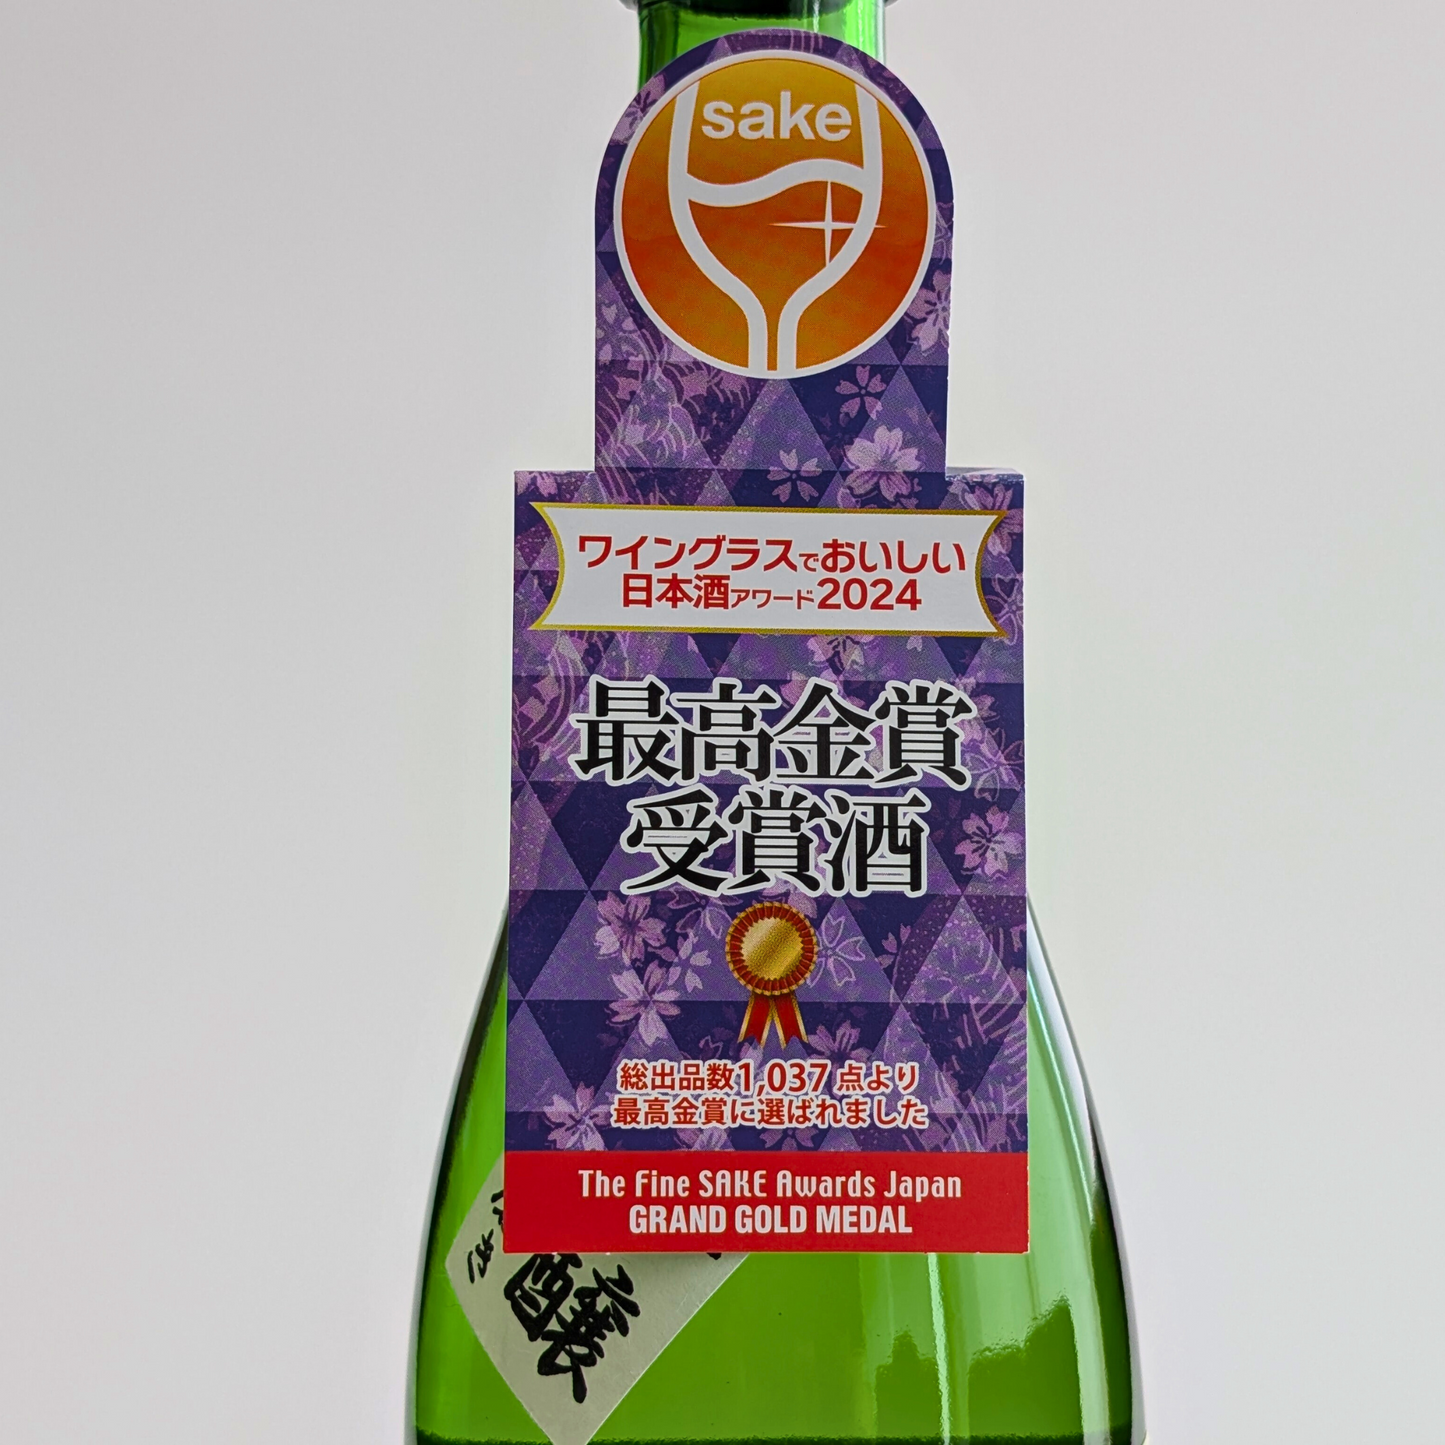 sake
ワイングラスでおいしい
日本酒アワード2024
最高金賞
受賞酒
総出品数1,037点より
最高金賞に選ばれました
The Fine SAKE Awards Japan
GRAND GOLD MEDAL
醸